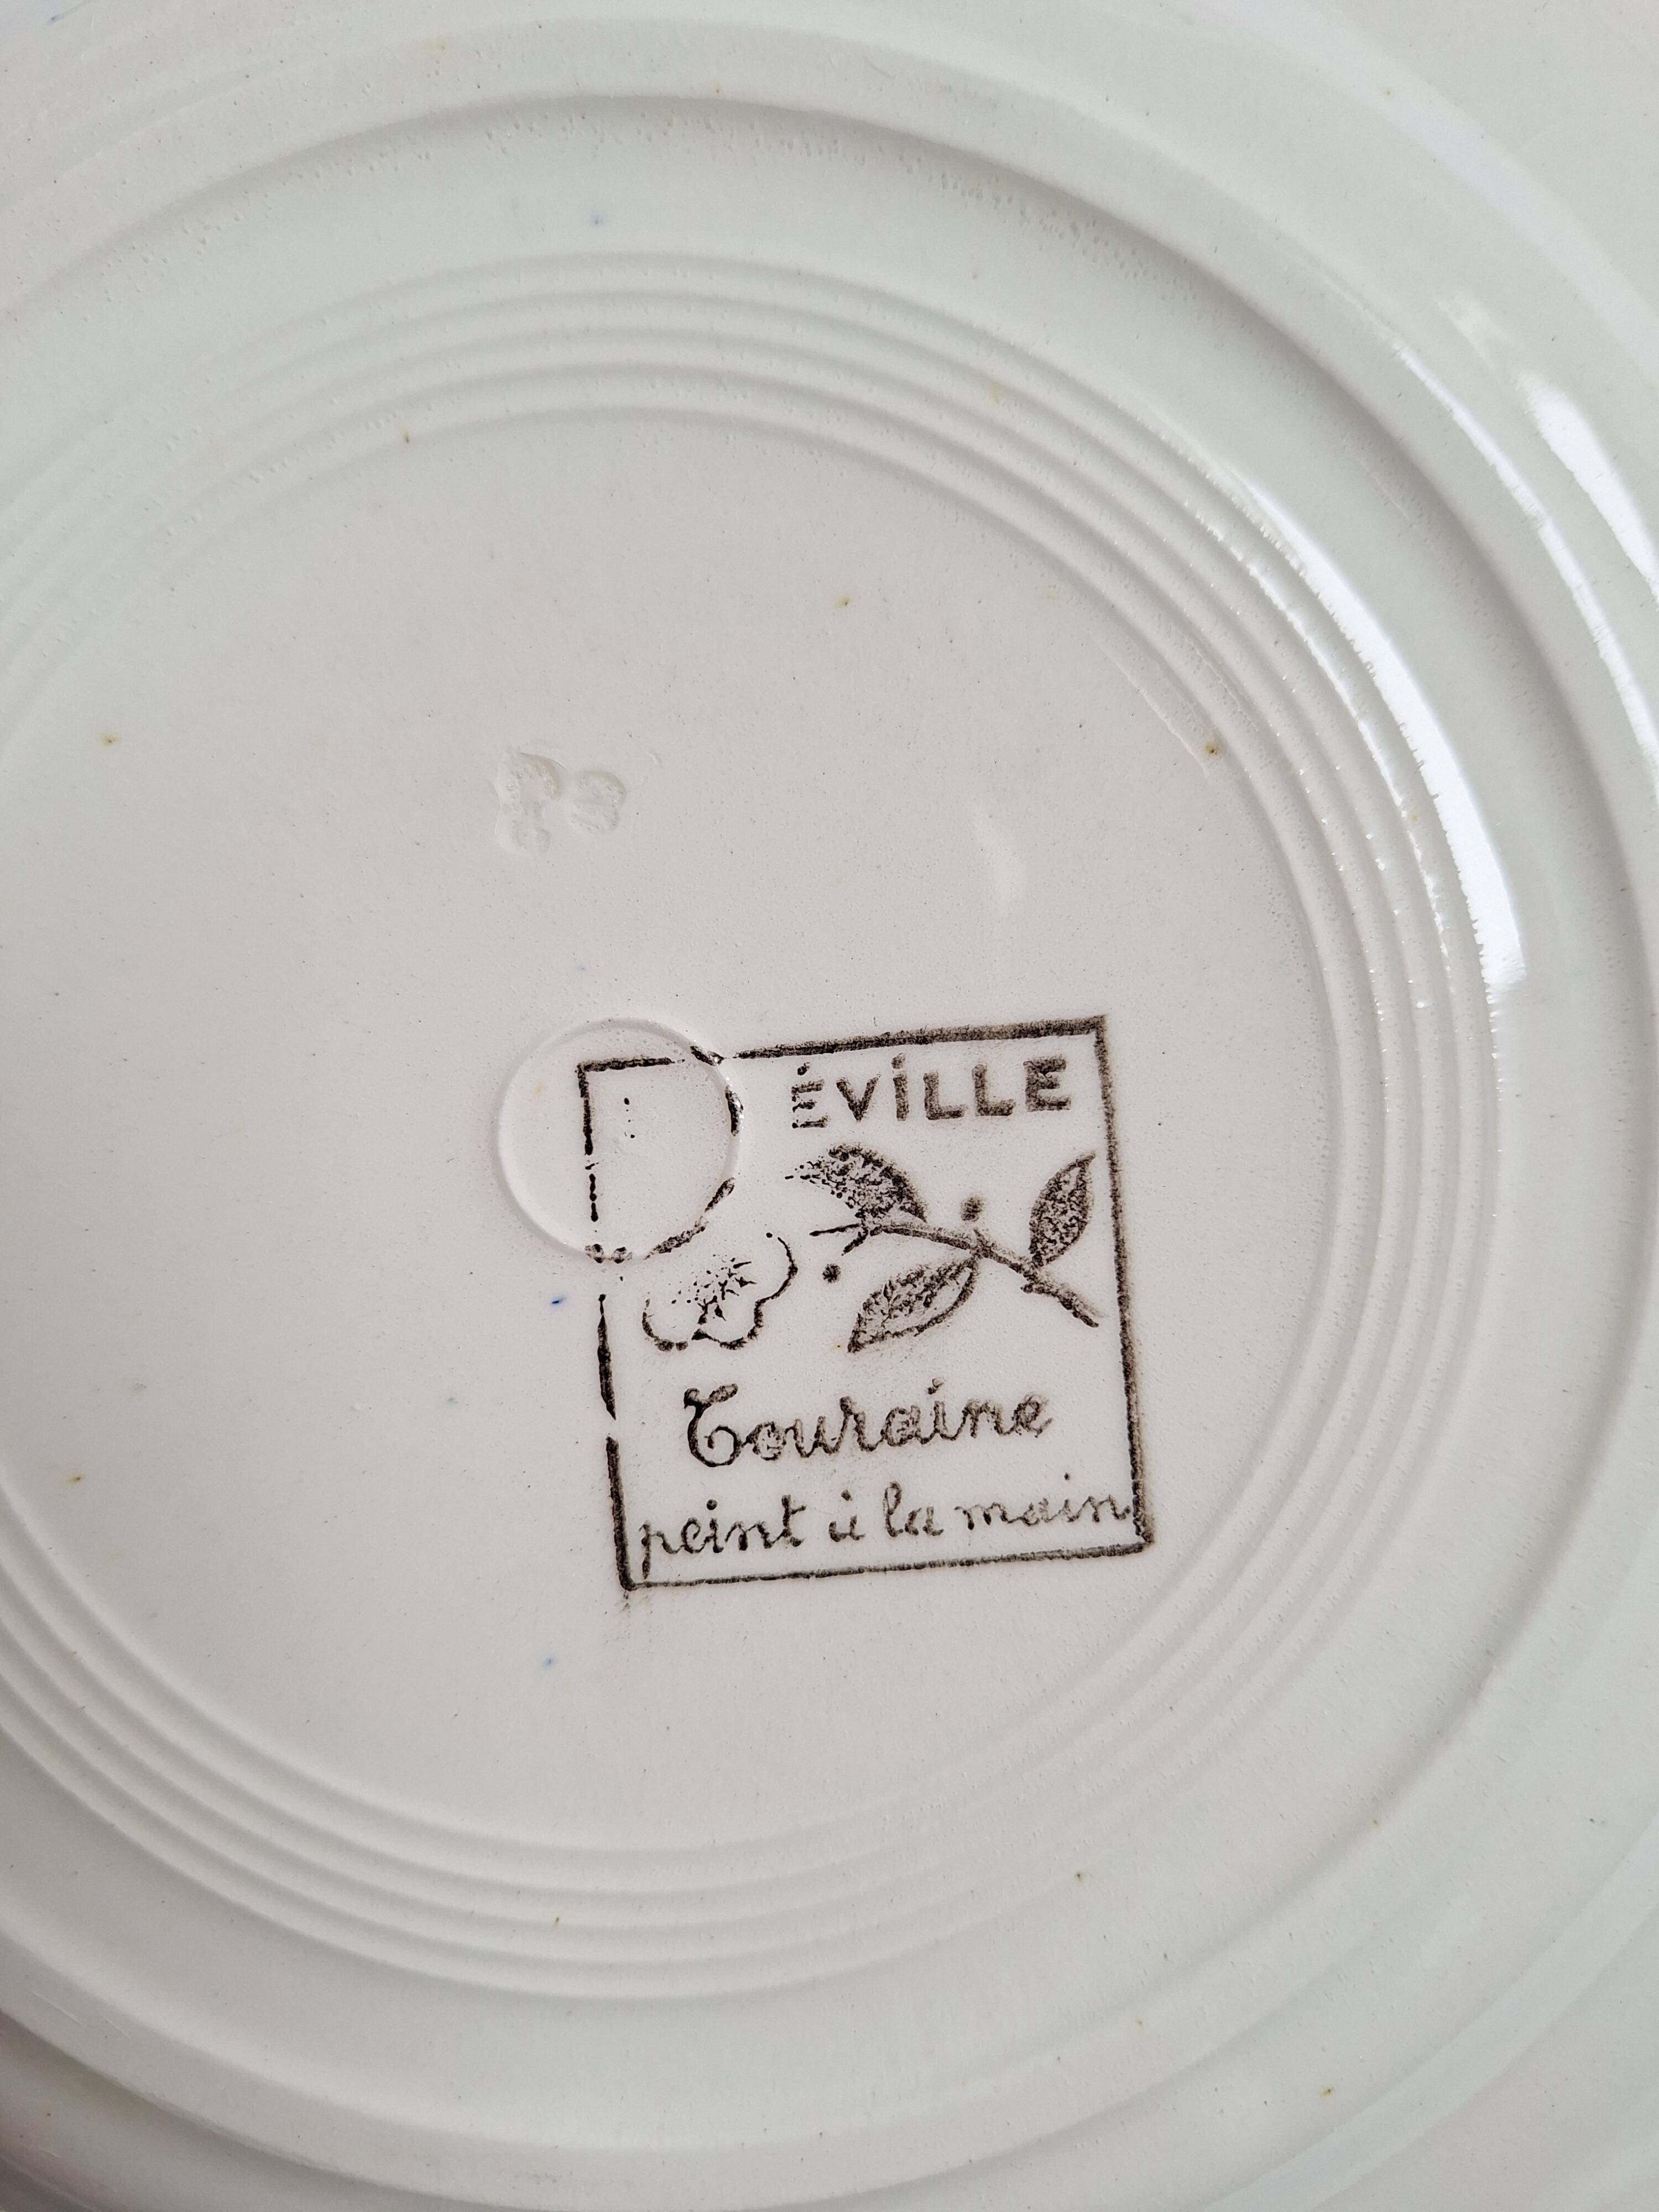 ÉVILLE
Touraine
peint à la main